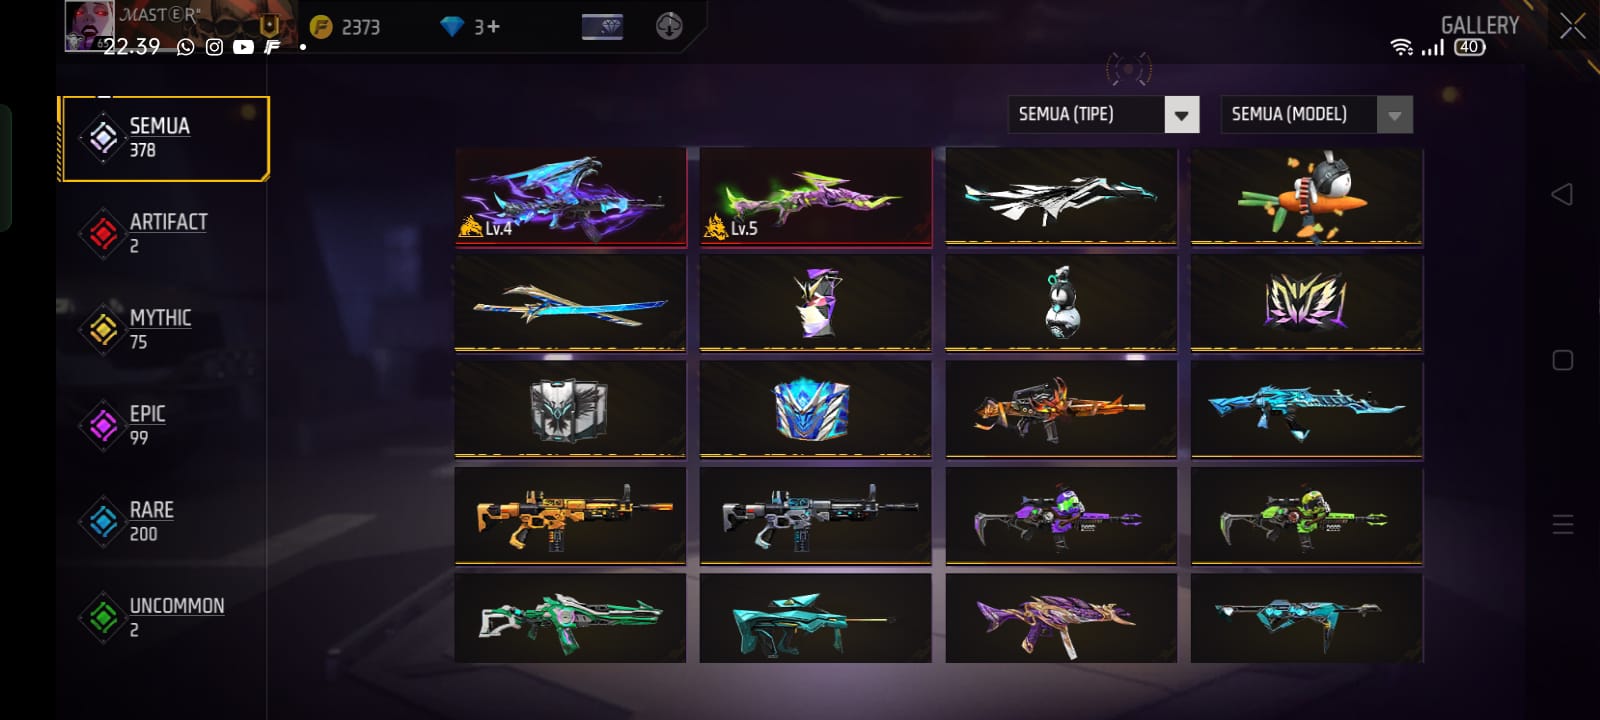 ℳASTⒺR"
65
2373
3+
GALLERY
22.39
40
SEMUA (TIPE)
SEMUA (MODEL)
SEMUA
378
ARTIFACT
2
MYTHIC
75
EPIC
99
RARE
200
UNCOMMON
2
Lv.4
Lv.5